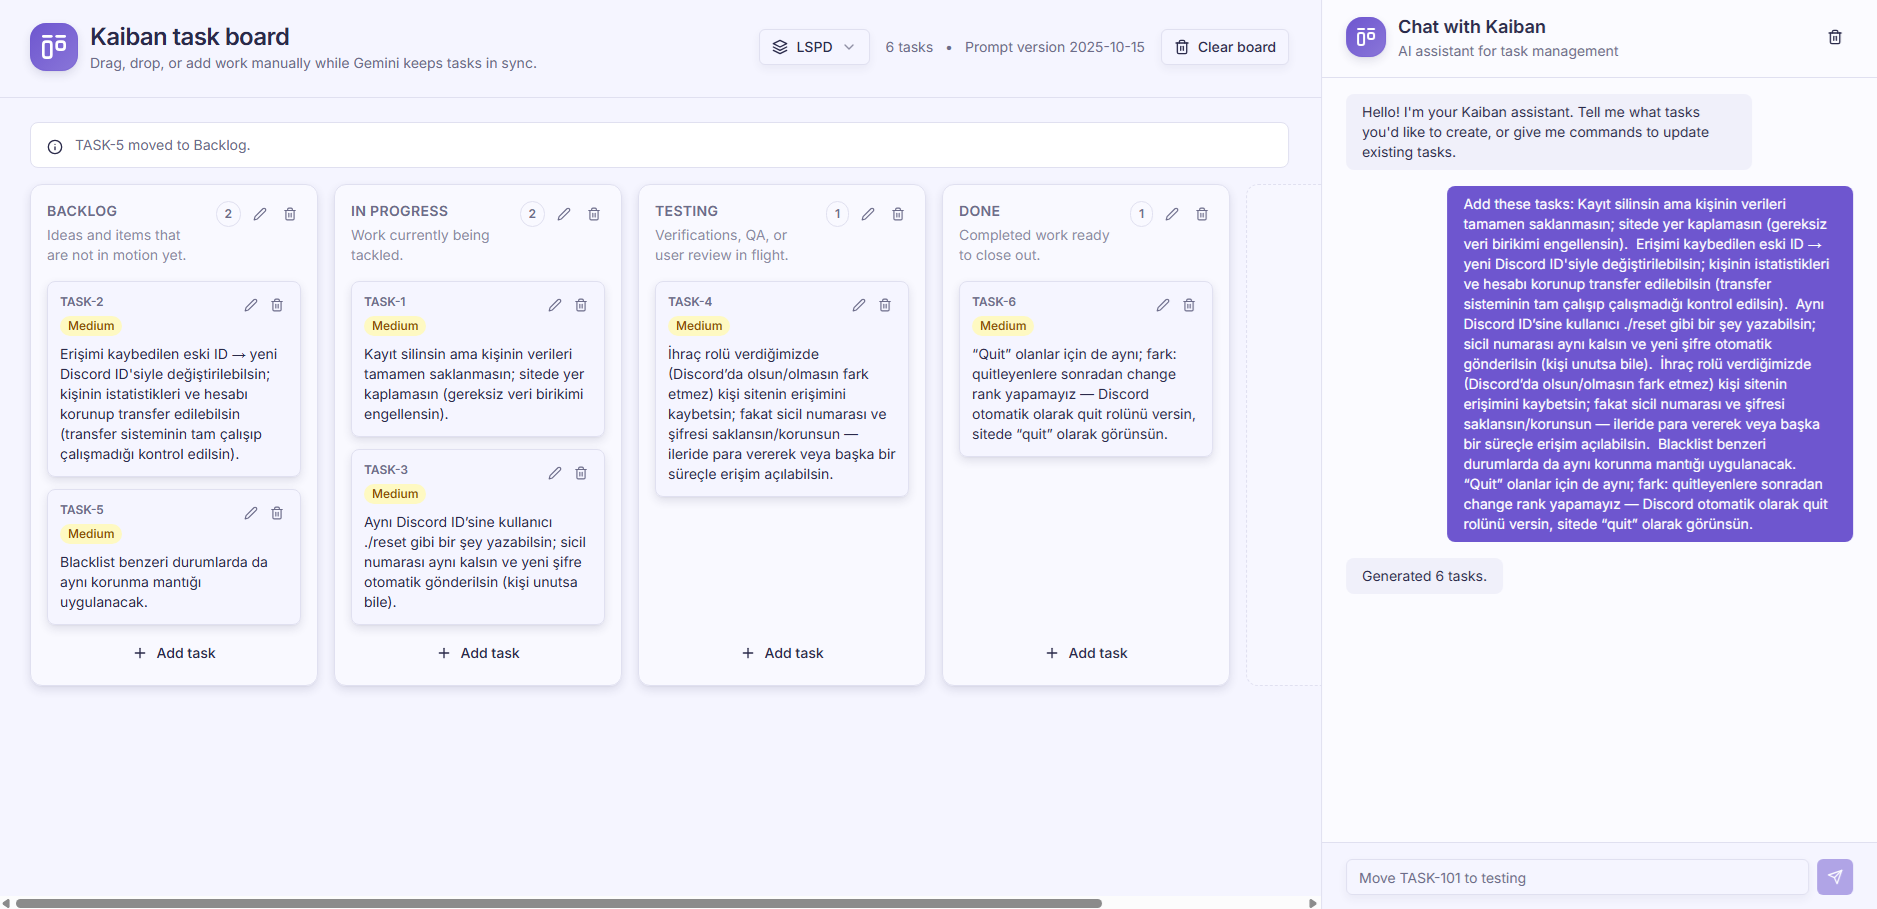 Kaiban task board
Drag, drop, or add work manually while Gemini keeps tasks in sync.
LSPD
6 tasks • Prompt version 2025-10-15
Clear board
TASK-5 moved to Backlog.
BACKLOG
2
Ideas and items that
are not in motion yet.
TASK-2
Medium
Erişimi kaybedilen eski ID → yeni
Discord ID'siyle değiştirilebilsin;
kişinin istatistikleri ve hesabı
korunup transfer edilebilsin
(transfer sisteminin tam çalışıp
çalışmadığı kontrol edilsin).
TASK-5
Medium
Blacklist benzeri durumlarda da
aynı korunma mantığı
uygulanacak.
+ Add task
IN PROGRESS
2
Work currently being
tackled.
TASK-1
Medium
Kayıt silinsin ama kişinin verileri
tamamen saklanmasın; sitede yer
kaplamasın (gereksiz veri birikimi
engellensin).
TASK-3
Medium
Aynı Discord ID’sine kullanıcı
./reset gibi bir şey yazabilsin; sicil
numarası aynı kalsın ve yeni şifre
otomatik gönderilsin (kişi unutsa
bile).
+ Add task
TESTING
1
Verifications, QA, or
user review in flight.
TASK-4
Medium
İhraç rolü verdiğimizde
(Discord’da olsun/olmasın fark
etmez) kişi sitenin erişimini
kaybetsin; fakat sicil numarası ve
şifresi saklansın/korunsun —
ileride para vererek veya başka bir
süreçle erişim açılabilsin.
+ Add task
DONE
1
Completed work ready
to close out.
TASK-6
Medium
“Quit” olanlar için de aynı; fark:
quitleyenlere sonradan change
rank yapamayız — Discord
otomatik olarak quit rolünü versin,
sitede “quit” olarak görünsün.
+ Add task
Chat with Kaiban
AI assistant for task management
Hello! I'm your Kaiban assistant. Tell me what tasks
you'd like to create, or give me commands to update
existing tasks.
Add these tasks: Kayıt silinsin ama kişinin verileri
tamamen saklanmasın; sitede yer kaplamasın (gereksiz
veri birikimi engellensin).  Erişimi kaybedilen eski ID →
yeni Discord ID'siyle değiştirilebilsin; kişinin istatistikleri
ve hesabı korunup transfer edilebilsin (transfer
sisteminin tam çalışıp çalışmadığı kontrol edilsin).  Aynı
Discord ID’sine kullanıcı ./reset gibi bir şey yazabilsin;
sicil numarası aynı kalsın ve yeni şifre otomatik
gönderilsin (kişi unutsa bile).  İhraç rolü verdiğimizde
(Discord’da olsun/olmasın fark etmez) kişi sitenin
erişimini kaybetsin; fakat sicil numarası ve şifresi
saklansın/korunsun — ileride para vererek veya başka
bir süreçle erişim açılabilsin.  Blacklist benzeri
durumlarda da aynı korunma mantığı uygulanacak.
“Quit” olanlar için de aynı; fark: quitleyenlere sonradan
change rank yapamayız — Discord otomatik olarak quit
rolünü versin, sitede “quit” olarak görünsün.
Generated 6 tasks.
Move TASK-101 to testing